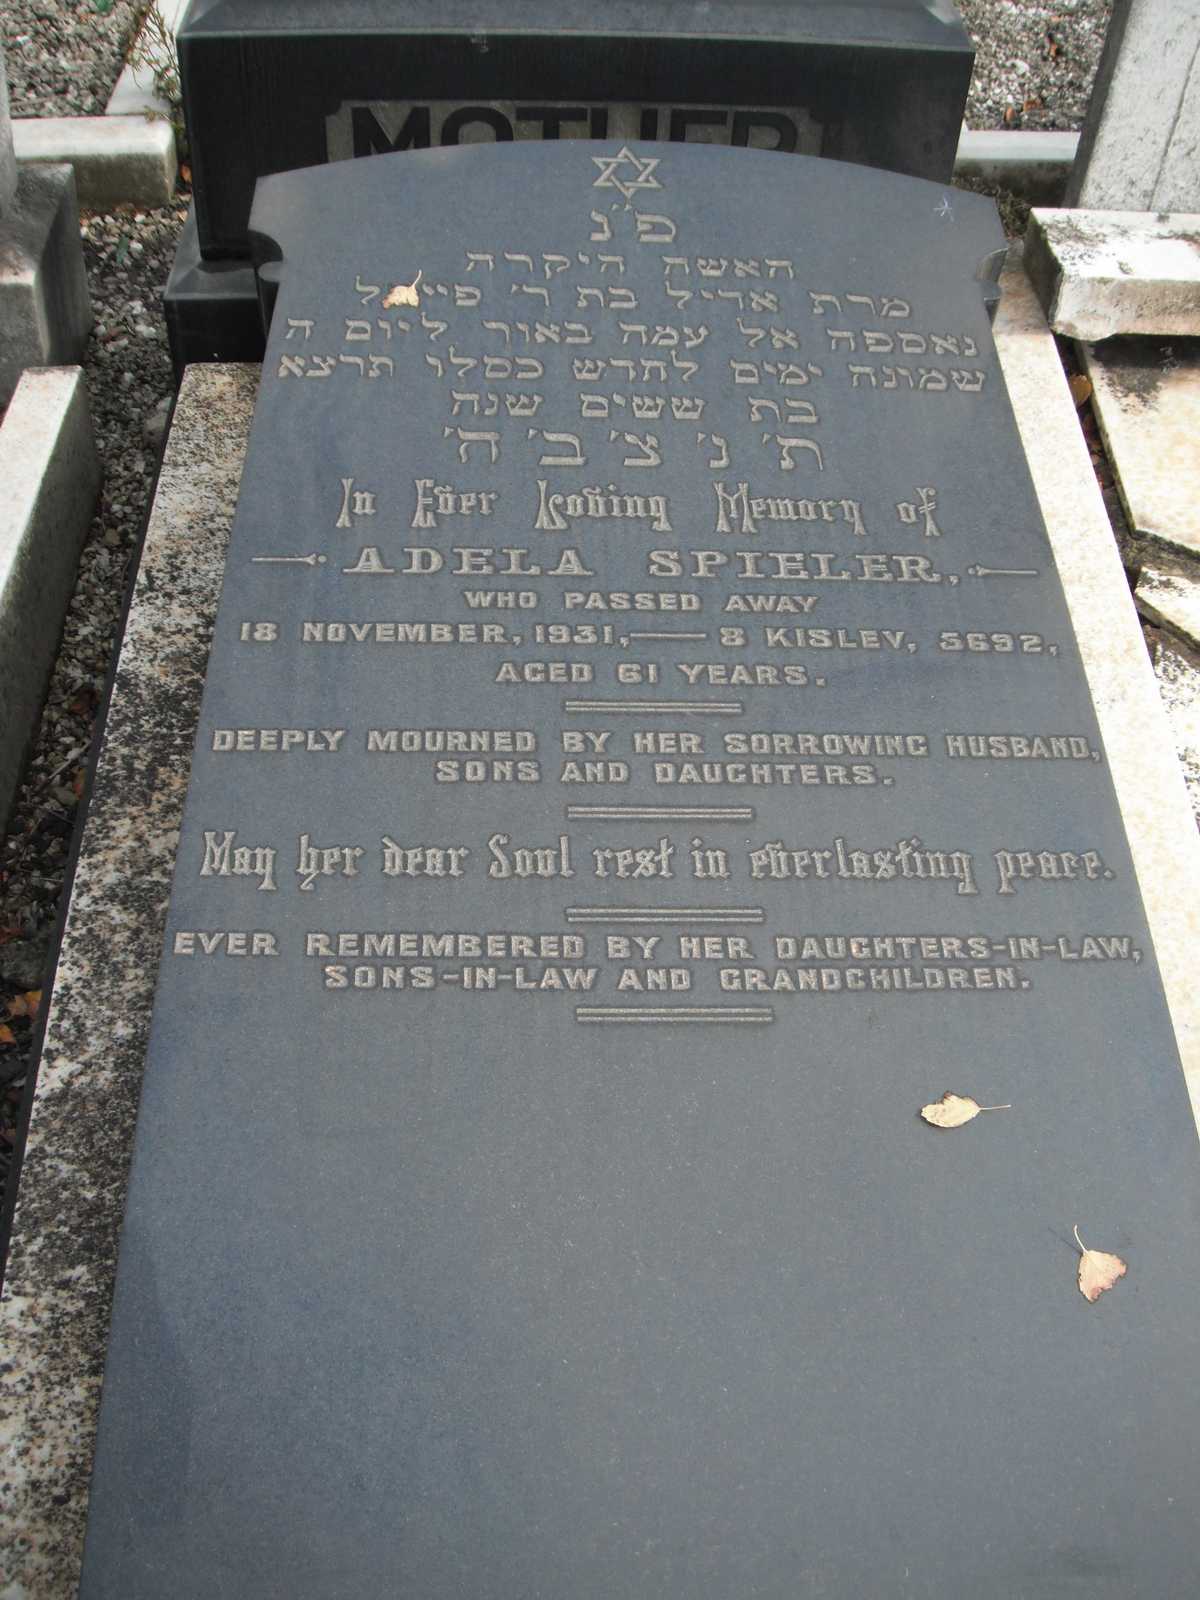 MOTHER
פ״נ
האשה היקרה
מרת אדיל בת ר׳
נאספה אל עמה באור ליום ה
שמונה ימים לחדש כסלו תרצא
בת ששים שנה
ת׳ נ׳ צ׳ ב׳ ה׳
In Ever Loving Memory of
ADELA SPIELER,
WHO PASSED AWAY
18 NOVEMBER, 1931, — 8 KISLEV, 5692,
AGED 61 YEARS.
DEEPLY MOURNED BY HER SORROWING HUSBAND,
SONS AND DAUGHTERS.
May her dear Soul rest in everlasting peace.
EVER REMEMBERED BY HER DAUGHTERS-IN-LAW,
SONS-IN-LAW AND GRANDCHILDREN.